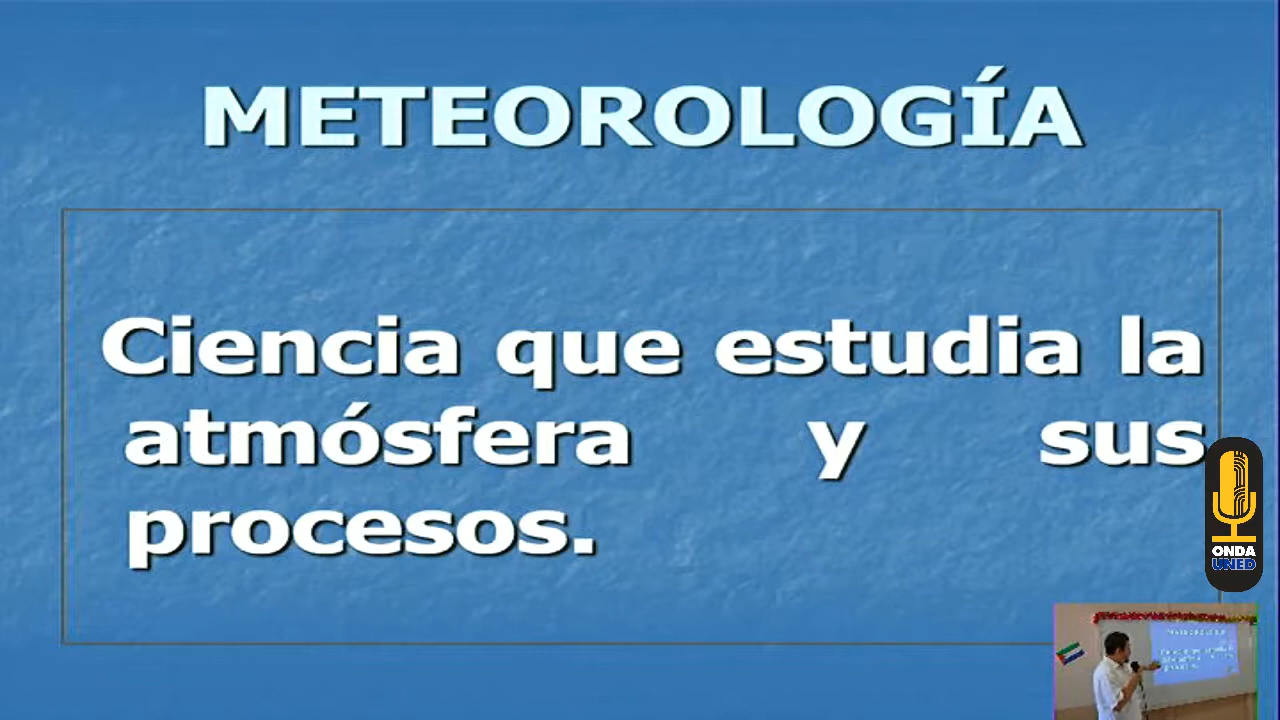 METEOROLOGÍA
Ciencia que estudia la
atmósfera y sus
procesos.
ONDA
UNED